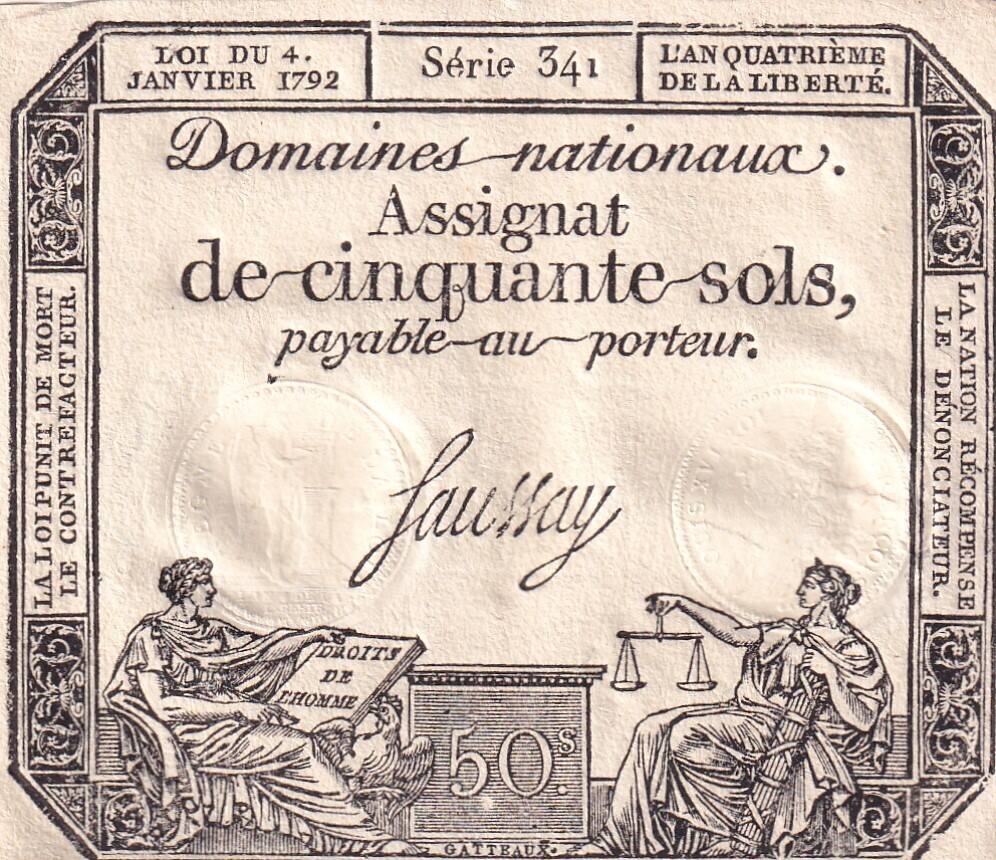 LOI DU 4.
JANVIER 1792
Série 341
L'AN QUATRIÈME
DE LA LIBERTÉ.
Domaines nationaux.
Assignat
de cinquante sols,
payable au porteur.
LA LOI PUNIT DE MORT
LE CONTREFACTEUR.
LA NATION RÉCOMPENSE
LE DENONCIATEUR.
Saussay
DROITS
DE
L'HOMME
50.s
GATTEAUX.